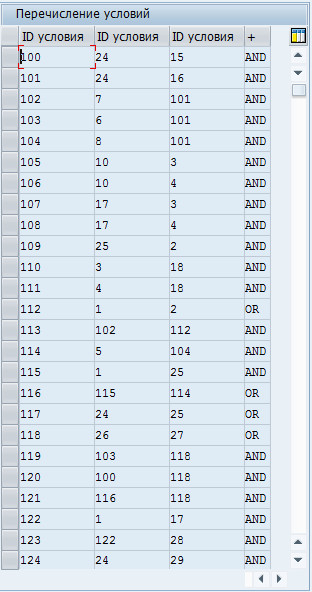 Перечисление условий
ID условия ID условия ID условия +
100 24 15 AND
101 24 16 AND
102 7 101 AND
103 6 101 AND
104 8 101 AND
105 10 3 AND
106 10 4 AND
107 17 3 AND
108 17 4 AND
109 25 2 AND
110 3 18 AND
111 4 18 AND
112 1 2 OR
113 102 112 AND
114 5 104 AND
115 1 25 AND
116 115 114 OR
117 24 25 OR
118 26 27 OR
119 103 118 AND
120 100 118 AND
121 116 118 AND
122 1 17 AND
123 122 28 AND
124 24 29 AND